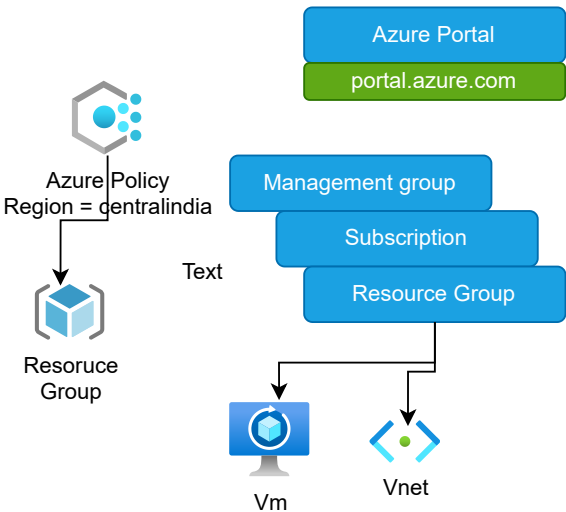 Azure Portal
portal.azure.com
Azure Policy
Region = centralindia
Management group
Subscription
Text
Resource Group
Resoruce
Group
Vm
Vnet